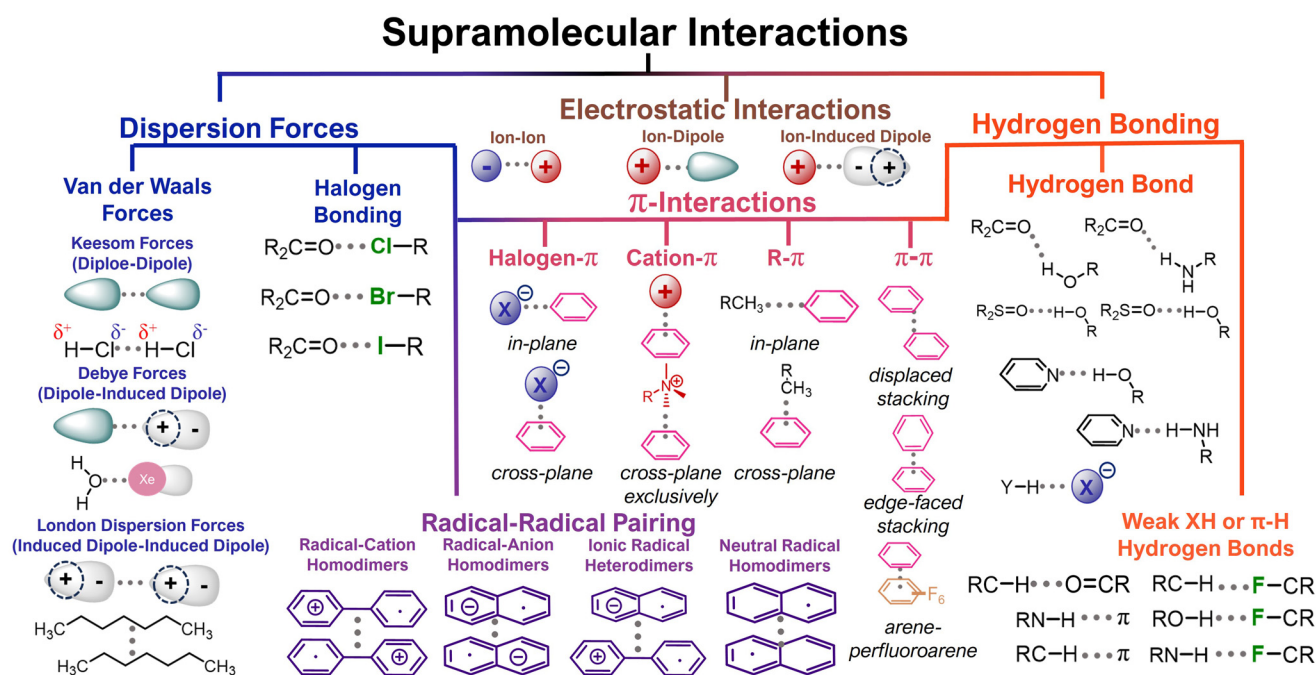 Supramolecular Interactions
Dispersion Forces
Electrostatic Interactions
Hydrogen Bonding
Ion-Ion
Ion-Dipole
Ion-Induced Dipole
- +
+
+ - +
π-Interactions
Van der Waals
Forces
Keesom Forces
(Diploe-Dipole)
δ+ δ- δ+ δ-
H–Cl H–Cl
Debye Forces
(Dipole-Induced Dipole)
+ -
H
O
H
Xe
London Dispersion Forces
(Induced Dipole-Induced Dipole)
+ - + -
H₃C CH₃
H₃C CH₃
Halogen
Bonding
R₂C=O Cl–R
R₂C=O Br–R
R₂C=O I–R
Halogen-π
X ⊖
in-plane
X ⊖
cross-plane
Cation-π
+
R N ⊕
cross-plane
exclusively
R-π
RCH₃
in-plane
R
CH₃
cross-plane
π-π
displaced
stacking
edge-faced
stacking
F₆
arene-
perfluoroarene
Radical-Radical Pairing
Radical-Cation
Homodimers
⊕ ·
· ⊕
Radical-Anion
Homodimers
⊖ ·
· ⊖
Ionic Radical
Heterodimers
⊖ ·
⊕ ·
Neutral Radical
Homodimers
·
·
Hydrogen Bond
R₂C=O R₂C=O
H O R H N R
H
R₂S=O H–O R R₂S=O H–O R
N H–O
R
N H–NH
R
Y–H X ⊖
Weak XH or π-H
Hydrogen Bonds
RC–H O=CR RC–H F–CR
RN–H π RO–H F–CR
RC–H π RN–H F–CR